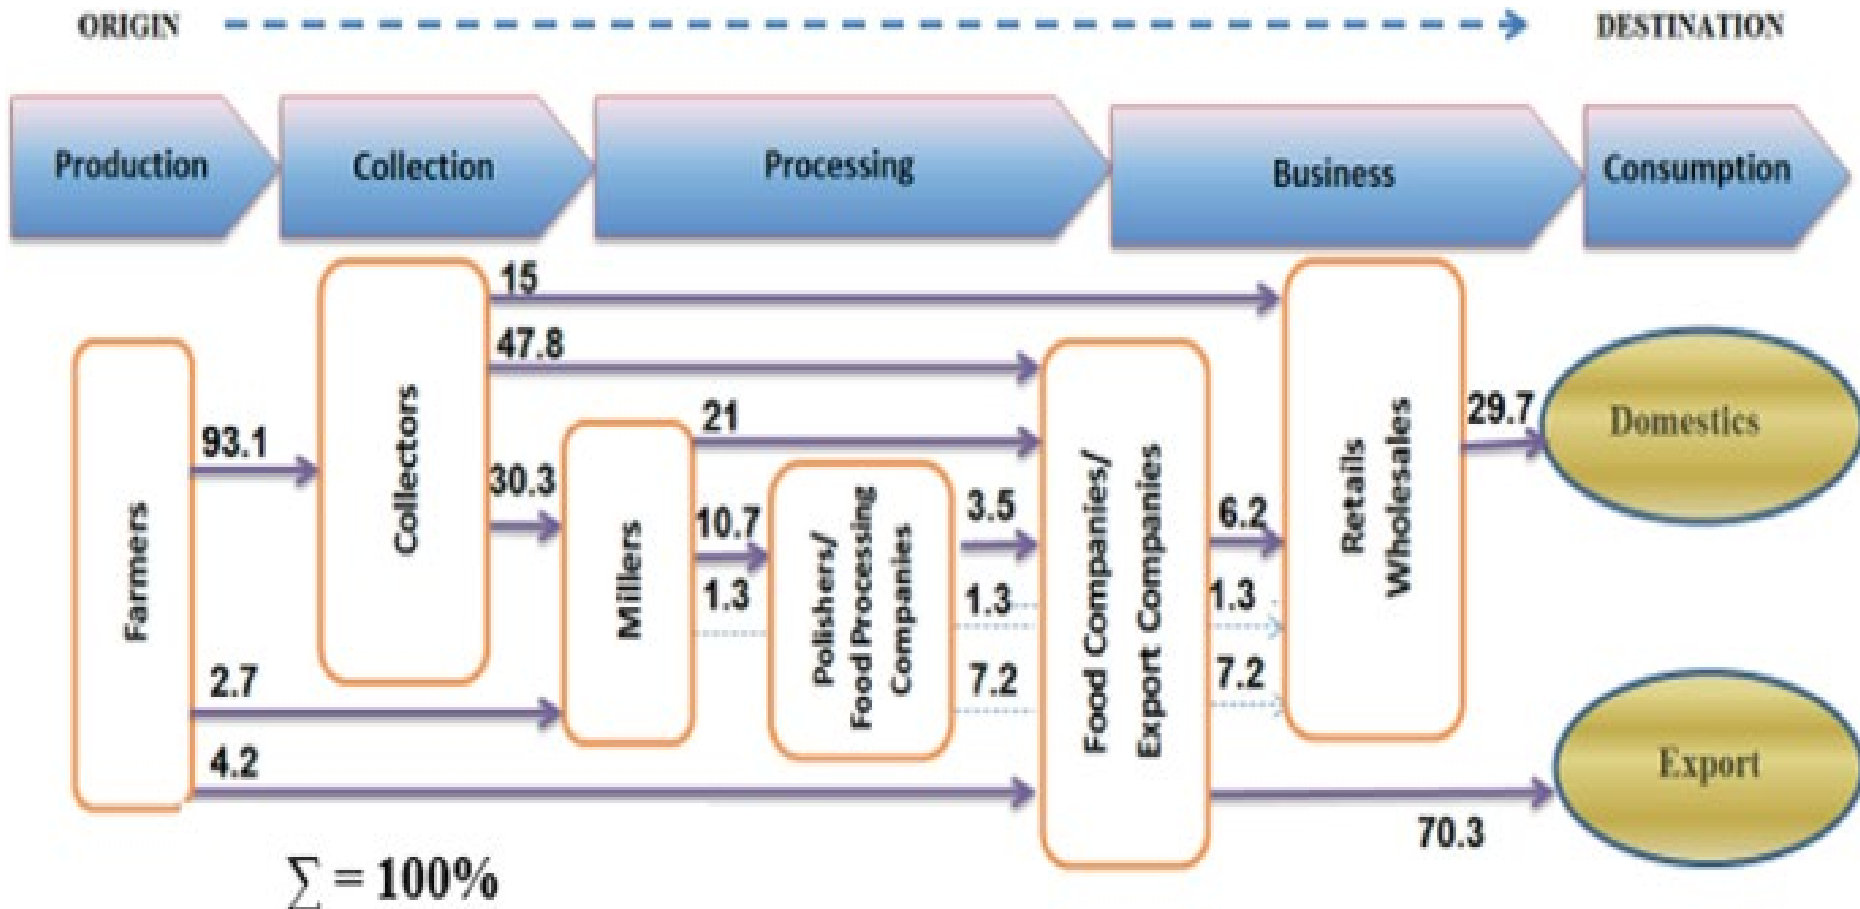 ORIGIN
DESTINATION
Production
Collection
Processing
Business
Consumption
15
47.8
21
93.1
30.3
10.7
1.3
3.5
1.3
7.2
6.2
1.3
7.2
29.7
2.7
4.2
70.3
Farmers
Collectors
Millers
Polishers/
Food Processing
Companies
Food Companies/
Export Companies
Retails
Wholesales
Domestics
Export
∑ = 100%